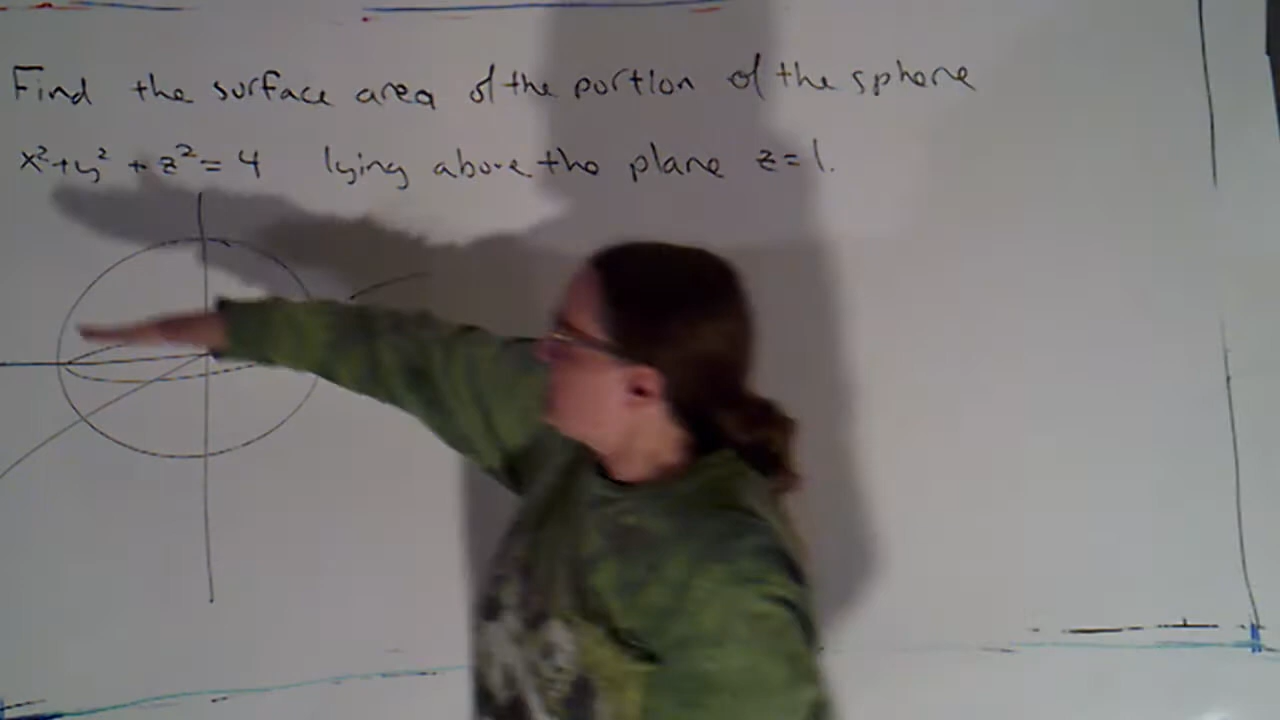 Find the surface area of the portion of the sphere
x²+y²+z²=4 lying above the plane z=1.